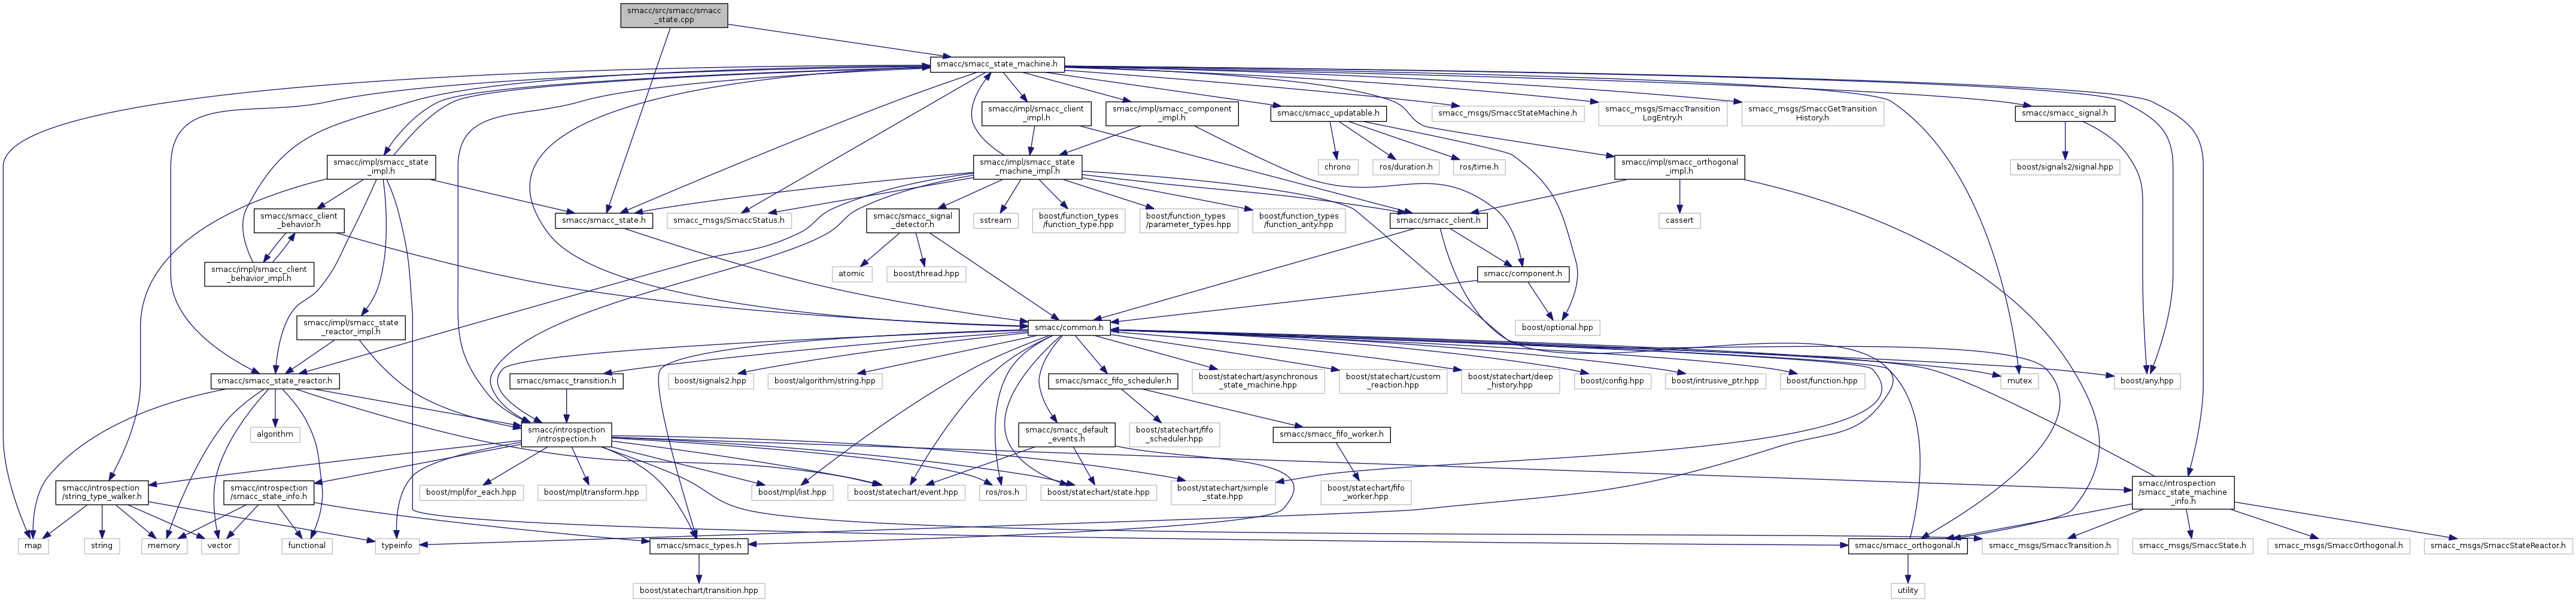 smacc/src/smacc/smacc
_state.cpp
smacc/smacc_state_machine.h
smacc/impl/smacc_client
_impl.h
smacc/impl/smacc_component
_impl.h
smacc/smacc_updatable.h
smacc_msgs/SmaccStateMachine.h
smacc_msgs/SmaccTransition
LogEntry.h
smacc_msgs/SmaccGetTransition
History.h
smacc/smacc_signal.h
smacc/impl/smacc_state
_impl.h
smacc/impl/smacc_state
_machine_impl.h
chrono
ros/duration.h
ros/time.h
smacc/impl/smacc_orthogonal
_impl.h
boost/signals2/signal.hpp
smacc/smacc_client
_behavior.h
smacc/smacc_state.h
smacc_msgs/SmaccStatus.h
smacc/smacc_signal
_detector.h
sstream
boost/function_types
/function_type.hpp
boost/function_types
/parameter_types.hpp
boost/function_types
/function_arity.hpp
smacc/smacc_client.h
cassert
smacc/impl/smacc_client
_behavior_impl.h
atomic
boost/thread.hpp
smacc/component.h
smacc/impl/smacc_state
_reactor_impl.h
smacc/common.h
boost/optional.hpp
smacc/smacc_state_reactor.h
smacc/smacc_transition.h
boost/signals2.hpp
boost/algorithm/string.hpp
smacc/smacc_fifo_scheduler.h
boost/statechart/asynchronous
_state_machine.hpp
boost/statechart/custom
_reaction.hpp
boost/statechart/deep
_history.hpp
boost/config.hpp
boost/intrusive_ptr.hpp
boost/function.hpp
mutex
boost/any.hpp
algorithm
smacc/introspection
/introspection.h
smacc/smacc_default
_events.h
boost/statechart/fifo
_scheduler.hpp
smacc/smacc_fifo_worker.h
smacc/introspection
/string_type_walker.h
smacc/introspection
/smacc_state_info.h
boost/mpl/for_each.hpp
boost/mpl/transform.hpp
boost/mpl/list.hpp
boost/statechart/event.hpp
ros/ros.h
boost/statechart/state.hpp
boost/statechart/simple
_state.hpp
boost/statechart/fifo
_worker.hpp
smacc/introspection
/smacc_state_machine
_info.h
map
string
memory
vector
functional
typeinfo
smacc/smacc_types.h
smacc/smacc_orthogonal.h
smacc_msgs/SmaccTransition.h
smacc_msgs/SmaccState.h
smacc_msgs/SmaccOrthogonal.h
smacc_msgs/SmaccStateReactor.h
boost/statechart/transition.hpp
utility